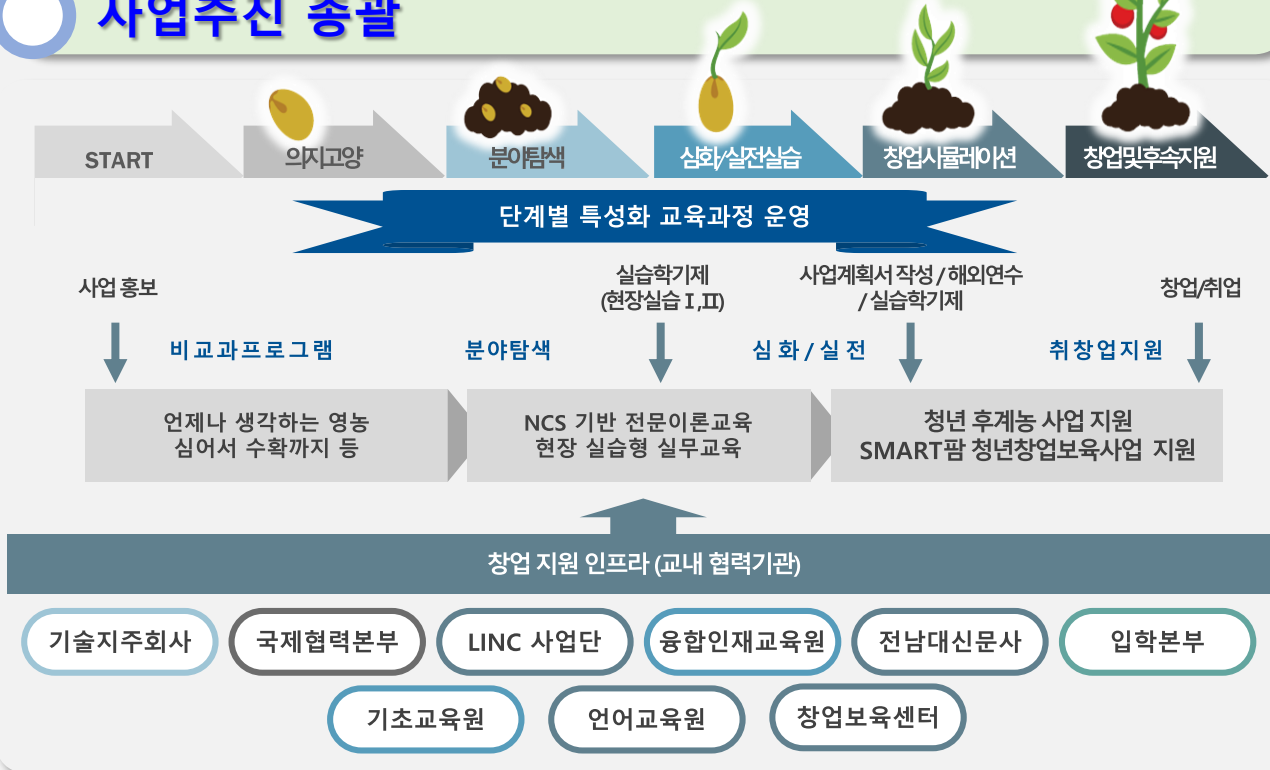 사업추진 총괄
START
의지고양
분야탐색
심화/실전실습
창업시뮬레이션
창업및후속지원
단계별 특성화 교육과정 운영
사업 홍보
실습학기제
(현장실습 Ⅰ,Ⅱ)
사업계획서 작성 / 해외연수
/ 실습학기제
창업/취업
비교과프로그램
분야탐색
심화/실전
취창업지원
언제나 생각하는 영농
심어서 수확까지 등
NCS 기반 전문이론교육
현장 실습형 실무교육
청년 후계농 사업 지원
SMART팜 청년창업보육사업 지원
창업 지원 인프라 (교내 협력기관)
기술지주회사
국제협력본부
LINC 사업단
융합인재교육원
전남대신문사
입학본부
기초교육원
언어교육원
창업보육센터